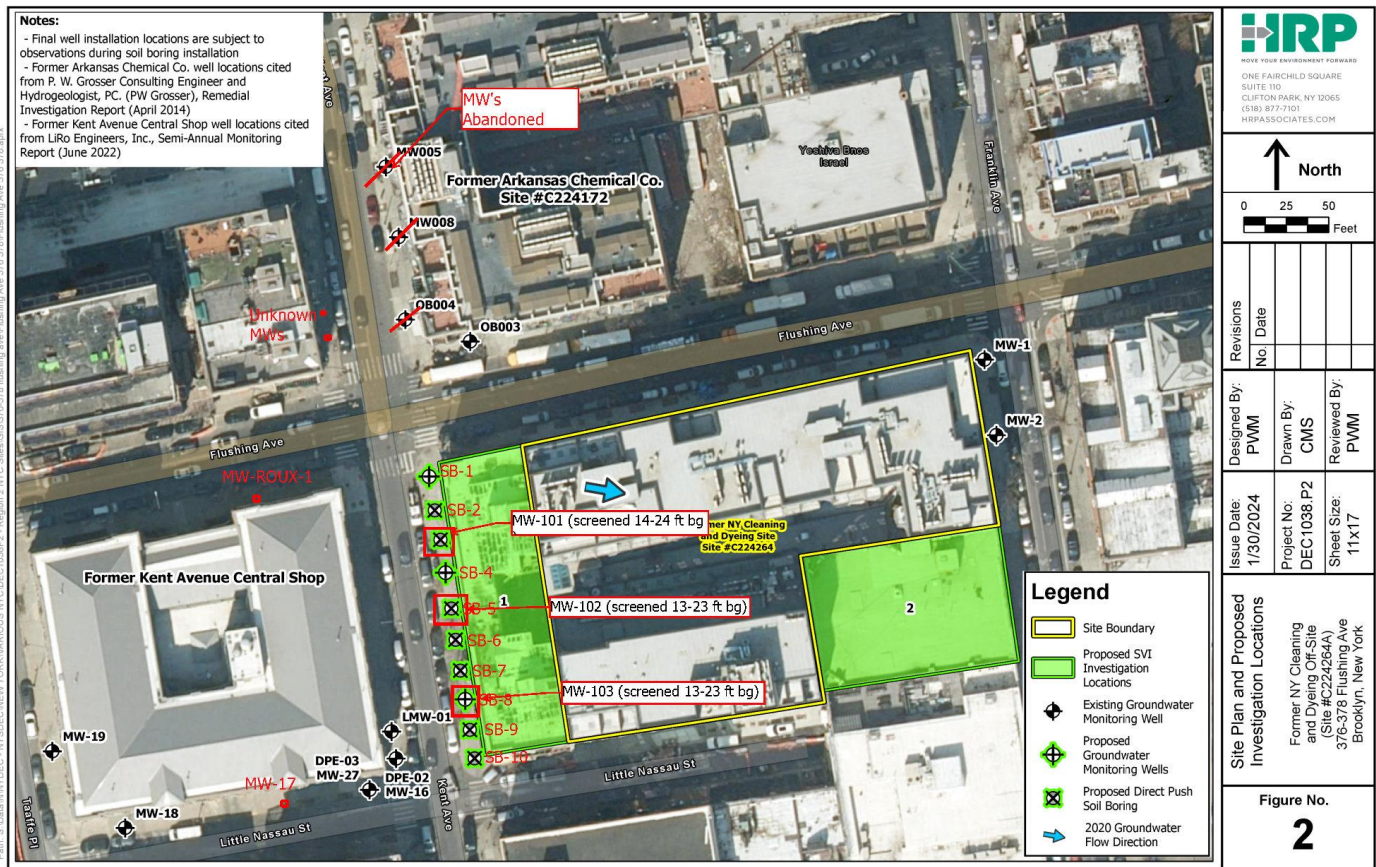 Notes:
- Final well installation locations are subject to
observations during soil boring installation
- Former Arkansas Chemical Co. well locations cited
from P. W. Grosser Consulting Engineer and
Hydrogeologist, PC. (PW Grosser), Remedial
Investigation Report (April 2014)
- Former Kent Avenue Central Shop well locations cited
from LiRo Engineers, Inc., Semi-Annual Monitoring
Report (June 2022)
MW's
Abandoned
MW005
Former Arkansas Chemical Co.
Site #C224172
Yeshiva Bnos
Israel
Franklin Ave
MW008
OB004
OB003
Unknown
MWs
Flushing Ave
MW-1
MW-2
Flushing Ave
MW-ROUX-1
SB-1
SB-2
MW-101 (screened 14-24 ft bg
mer NY Cleaning
and Dyeing Site
Site #C224264
SB-4
Former Kent Avenue Central Shop
1
SB-5
MW-102 (screened 13-23 ft bg)
2
SB-6
SB-7
SB-8
MW-103 (screened 13-23 ft bg)
SB-9
SB-10
LMW-01
MW-19
DPE-03
MW-27
DPE-02
MW-16
MW-17
MW-18
Taaffe Pl
Little Nassau St
Kent Ave
Little Nassau St
Legend
Site Boundary
Proposed SVI
Investigation
Locations
Existing Groundwater
Monitoring Well
Proposed
Groundwater
Monitoring Wells
Proposed Direct Push
Soil Boring
2020 Groundwater
Flow Direction
HRP
MOVE YOUR ENVIRONMENT FORWARD
ONE FAIRCHILD SQUARE
SUITE 110
CLIFTON PARK, NY 12065
(518) 877-7101
HRPASSOCIATES.COM
North
0 25 50
Feet
Revisions
No. Date
Designed By:
PWM
Drawn By:
CMS
Reviewed By:
PWM
Issue Date:
1/30/2024
Project No:
DEC1038.P2
Sheet Size:
11x17
Site Plan and Proposed
Investigation Locations
Former NY Cleaning
and Dyeing Off-Site
(Site #C224264A)
376-378 Flushing Ave
Brooklyn, New York
Figure No.
2